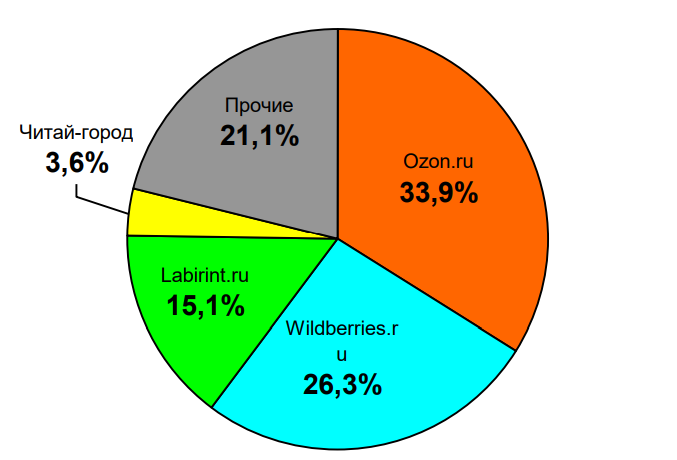 Прочие
21,1%
Читай-город
3,6%
Ozon.ru
33,9%
Labirint.ru
15,1%
Wildberries.r
u
26,3%